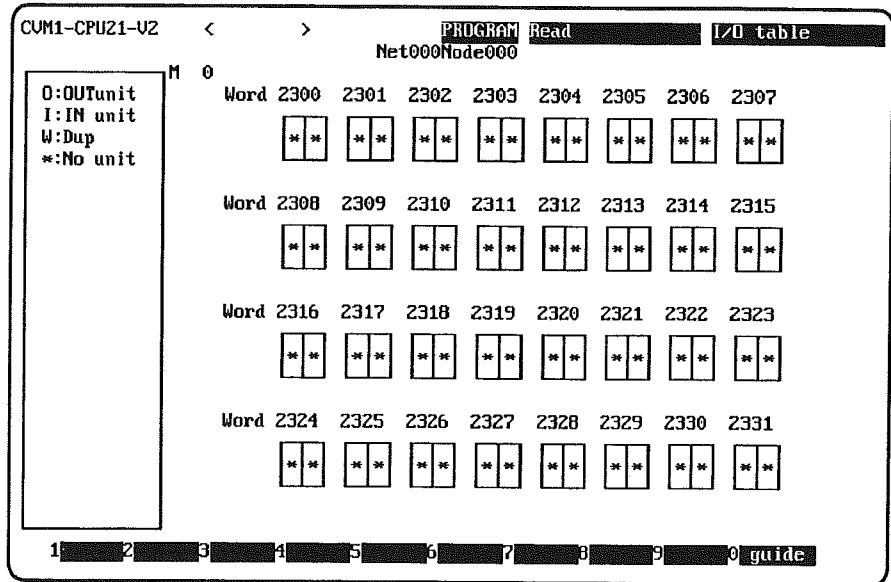 CVM1-CPU21-V2 < > PROGRAM Read I/O table
Net000Node000
M 0
O:OUTunit
I:IN unit
W:Dup
*:No unit
Word 2300 2301 2302 2303 2304 2305 2306 2307
* * * * * * * * * * * * * * * *
Word 2308 2309 2310 2311 2312 2313 2314 2315
* * * * * * * * * * * * * * * *
Word 2316 2317 2318 2319 2320 2321 2322 2323
* * * * * * * * * * * * * * * *
Word 2324 2325 2326 2327 2328 2329 2330 2331
* * * * * * * * * * * * * * * *
1 2 3 4 5 6 7 8 9 0 guide